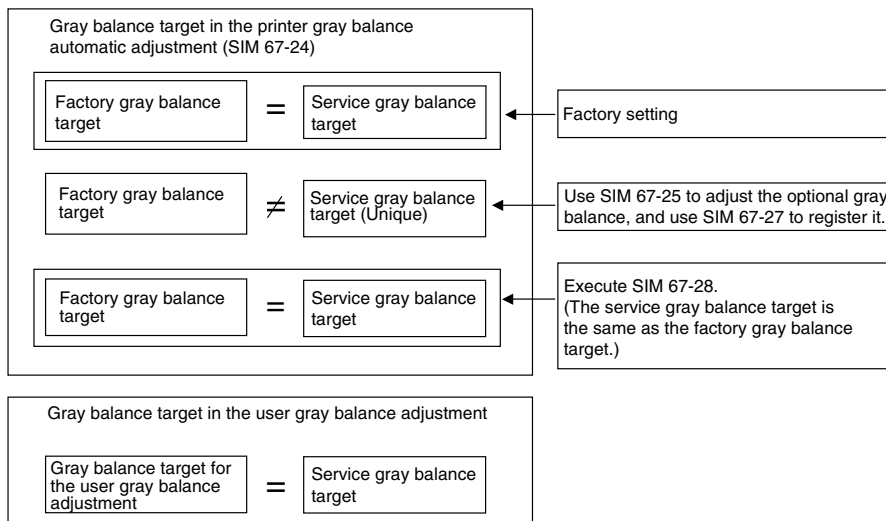 Gray balance target in the printer gray balance
automatic adjustment (SIM 67-24)
Factory gray balance
target
=
Service gray balance
target
Factory setting
Factory gray balance
target
≠
Service gray balance
target (Unique)
Use SIM 67-25 to adjust the optional gray
balance, and use SIM 67-27 to register it.
Factory gray balance
target
=
Service gray balance
target
Execute SIM 67-28.
(The service gray balance target is
the same as the factory gray balance
target.)
Gray balance target in the user gray balance adjustment
Gray balance target for
the user gray balance
adjustment
=
Service gray balance
target